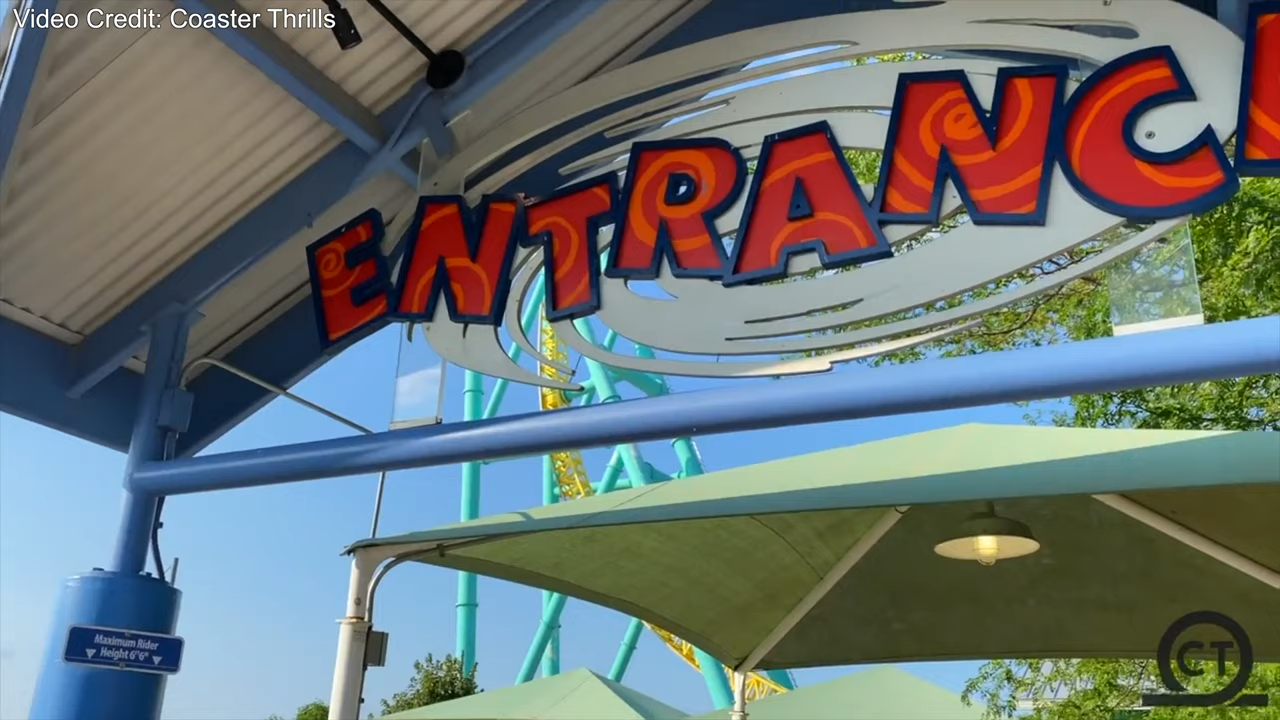 Video Credit: Coaster Thrills
ENTRANC
Maximum Rider
Height 6'6"
CT